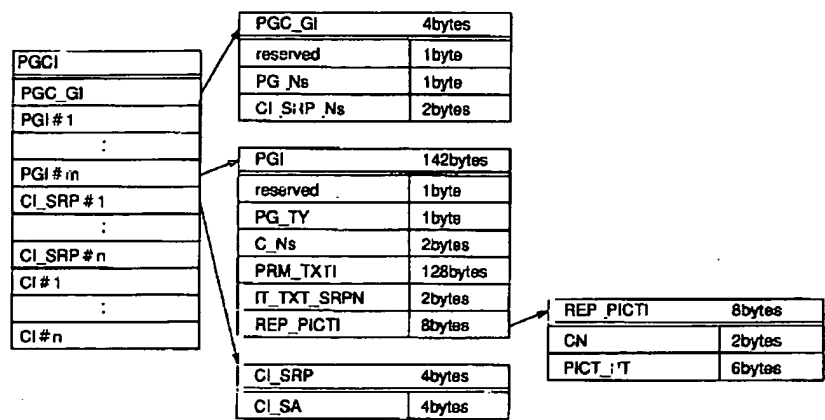 PGCI
PGC_GI
PGI#1
:
PGI#m
CI_SRP#1
:
CI_SRP#n
CI#1
:
CI#n
PGC_GI 4bytes
reserved 1byte
PG_Ns 1byte
CI_SRP_Ns 2bytes
PGI 142bytes
reserved 1byte
PG_TY 1byte
C_Ns 2bytes
PRM_TXTI 128bytes
IT_TXT_SRPN 2bytes
REP_PICTI 8bytes
CI_SRP 4bytes
CI_SA 4bytes
REP_PICTI 8bytes
CN 2bytes
6bytes